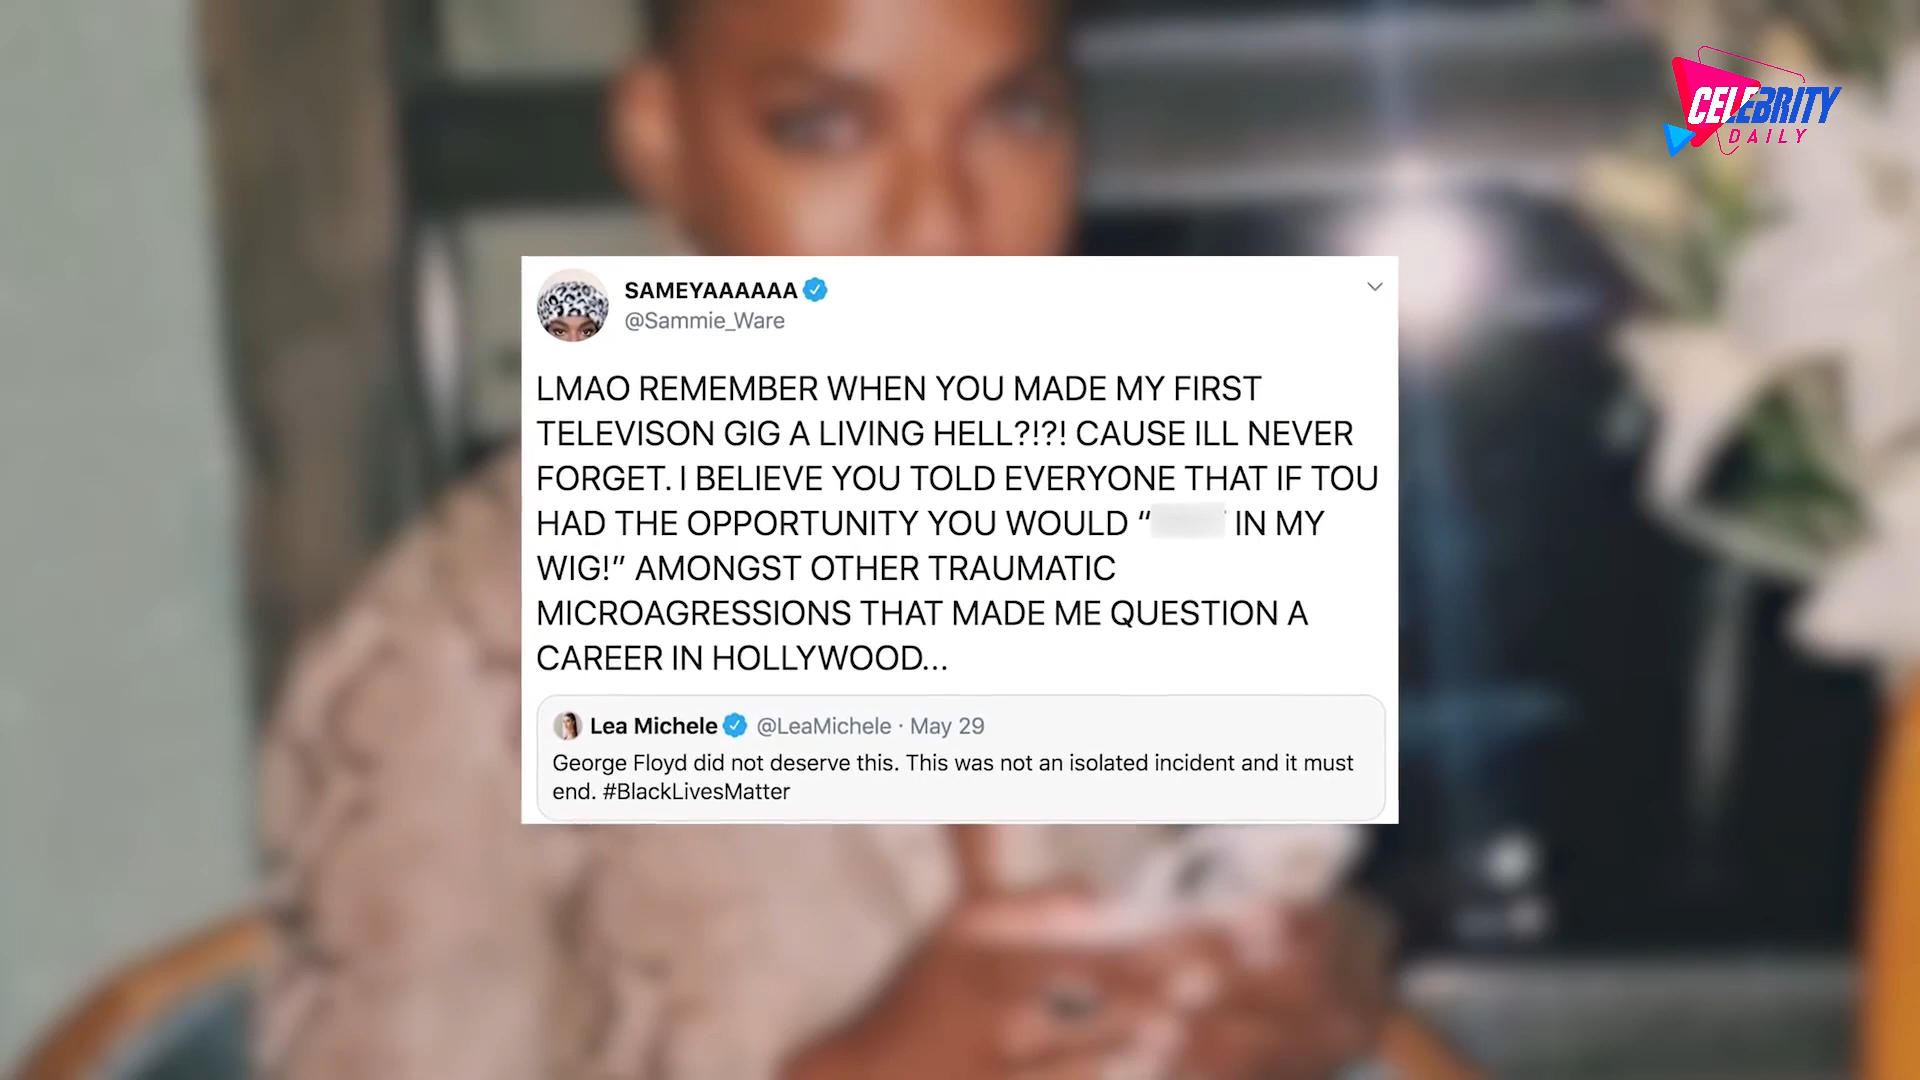 CELEBRITY
DAILY
SAMEYAAAAAA
@Sammie_Ware
LMAO REMEMBER WHEN YOU MADE MY FIRST
TELEVISON GIG A LIVING HELL?!?! CAUSE ILL NEVER
FORGET. I BELIEVE YOU TOLD EVERYONE THAT IF TOU
HAD THE OPPORTUNITY YOU WOULD “ IN MY
WIG!” AMONGST OTHER TRAUMATIC
MICROAGRESSIONS THAT MADE ME QUESTION A
CAREER IN HOLLYWOOD...
Lea Michele @LeaMichele · May 29
George Floyd did not deserve this. This was not an isolated incident and it must
end. #BlackLivesMatter